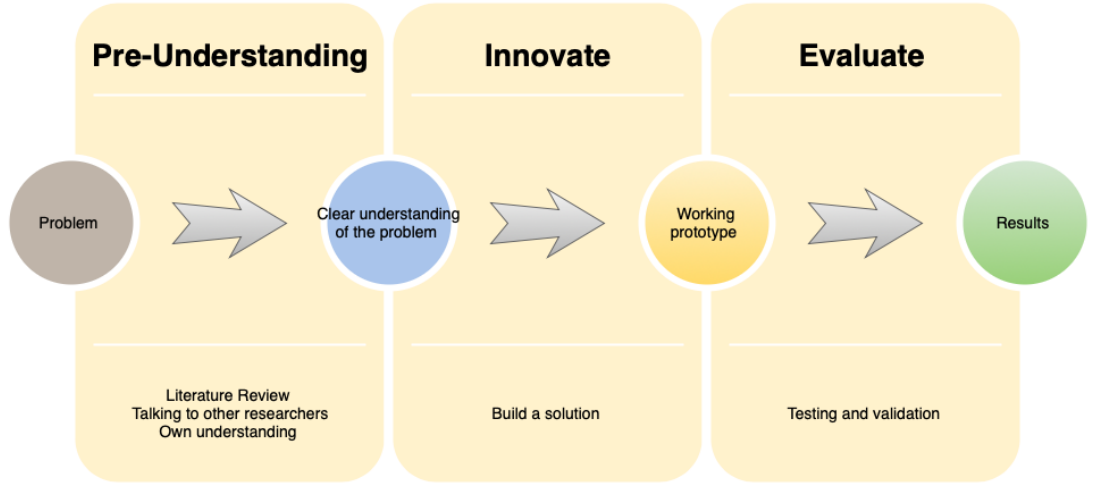 Pre-Understanding
Innovate
Evaluate
Problem
Clear understanding
of the problem
Working
prototype
Results
Literature Review
Talking to other researchers
Own understanding
Build a solution
Testing and validation